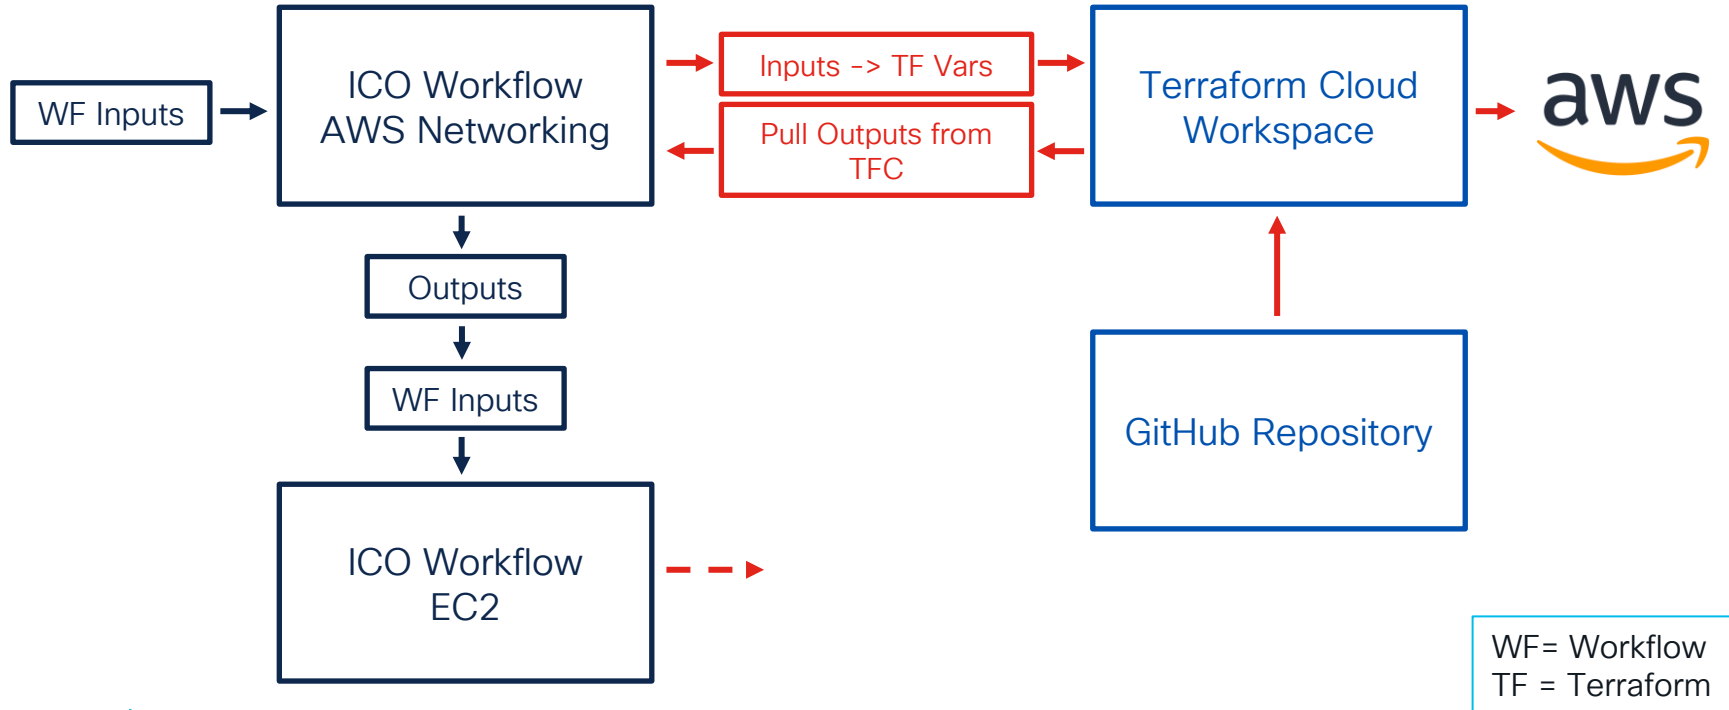 WF Inputs
ICO Workflow
AWS Networking
Inputs -> TF Vars
Pull Outputs from
TFC
Terraform Cloud
Workspace
aws
Outputs
WF Inputs
ICO Workflow
EC2
GitHub Repository
WF= Workflow
TF = Terraform